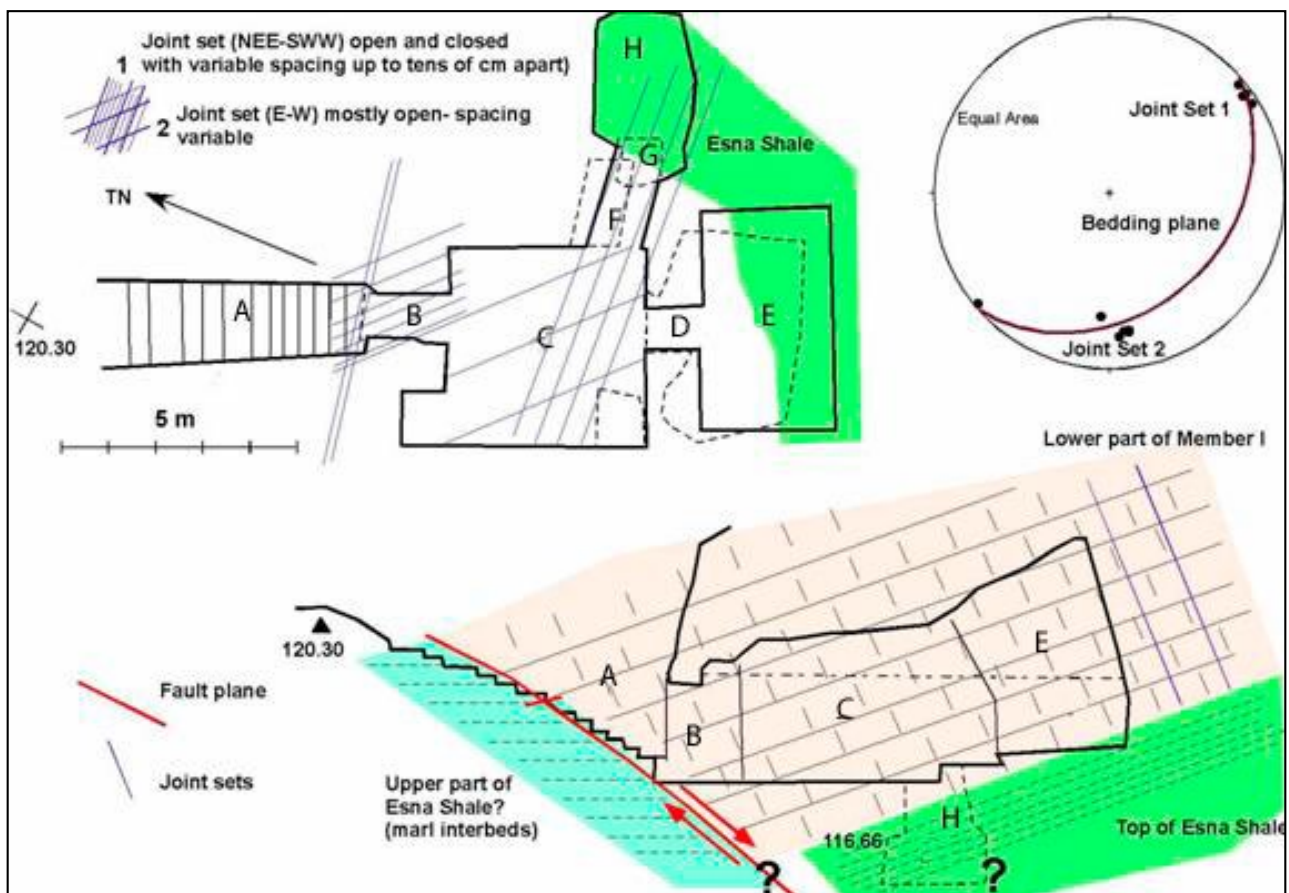 1 Joint set (NEE-SWW) open and closed
with variable spacing up to tens of cm apart)
2 Joint set (E-W) mostly open- spacing
variable
TN
120.30
5 m
A
B
C
D
E
F
G
H
Esna Shale
Equal Area
Joint Set 1
Bedding plane
Joint Set 2
Lower part of Member I
120.30
Fault plane
Joint sets
A
B
C
E
H
Upper part of
Esna Shale?
(marl interbeds)
116,66
Top of Esna Shale
?
?